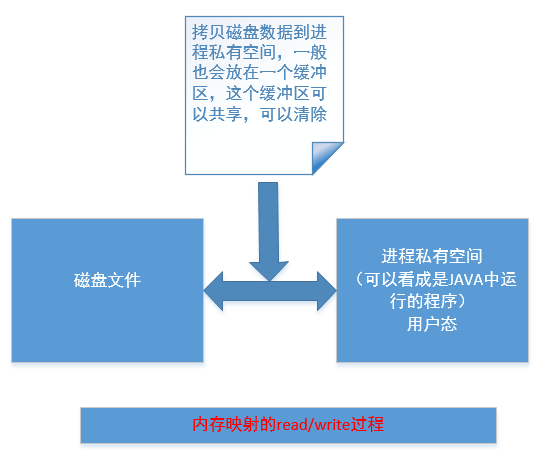 拷贝磁盘数据到进
程私有空间，一般
也会放在一个缓冲
区，这个缓冲区可
以共享，可以清除
磁盘文件
进程私有空间
（可以看成是JAVA中运
行的程序）
用户态
内存映射的read/write过程